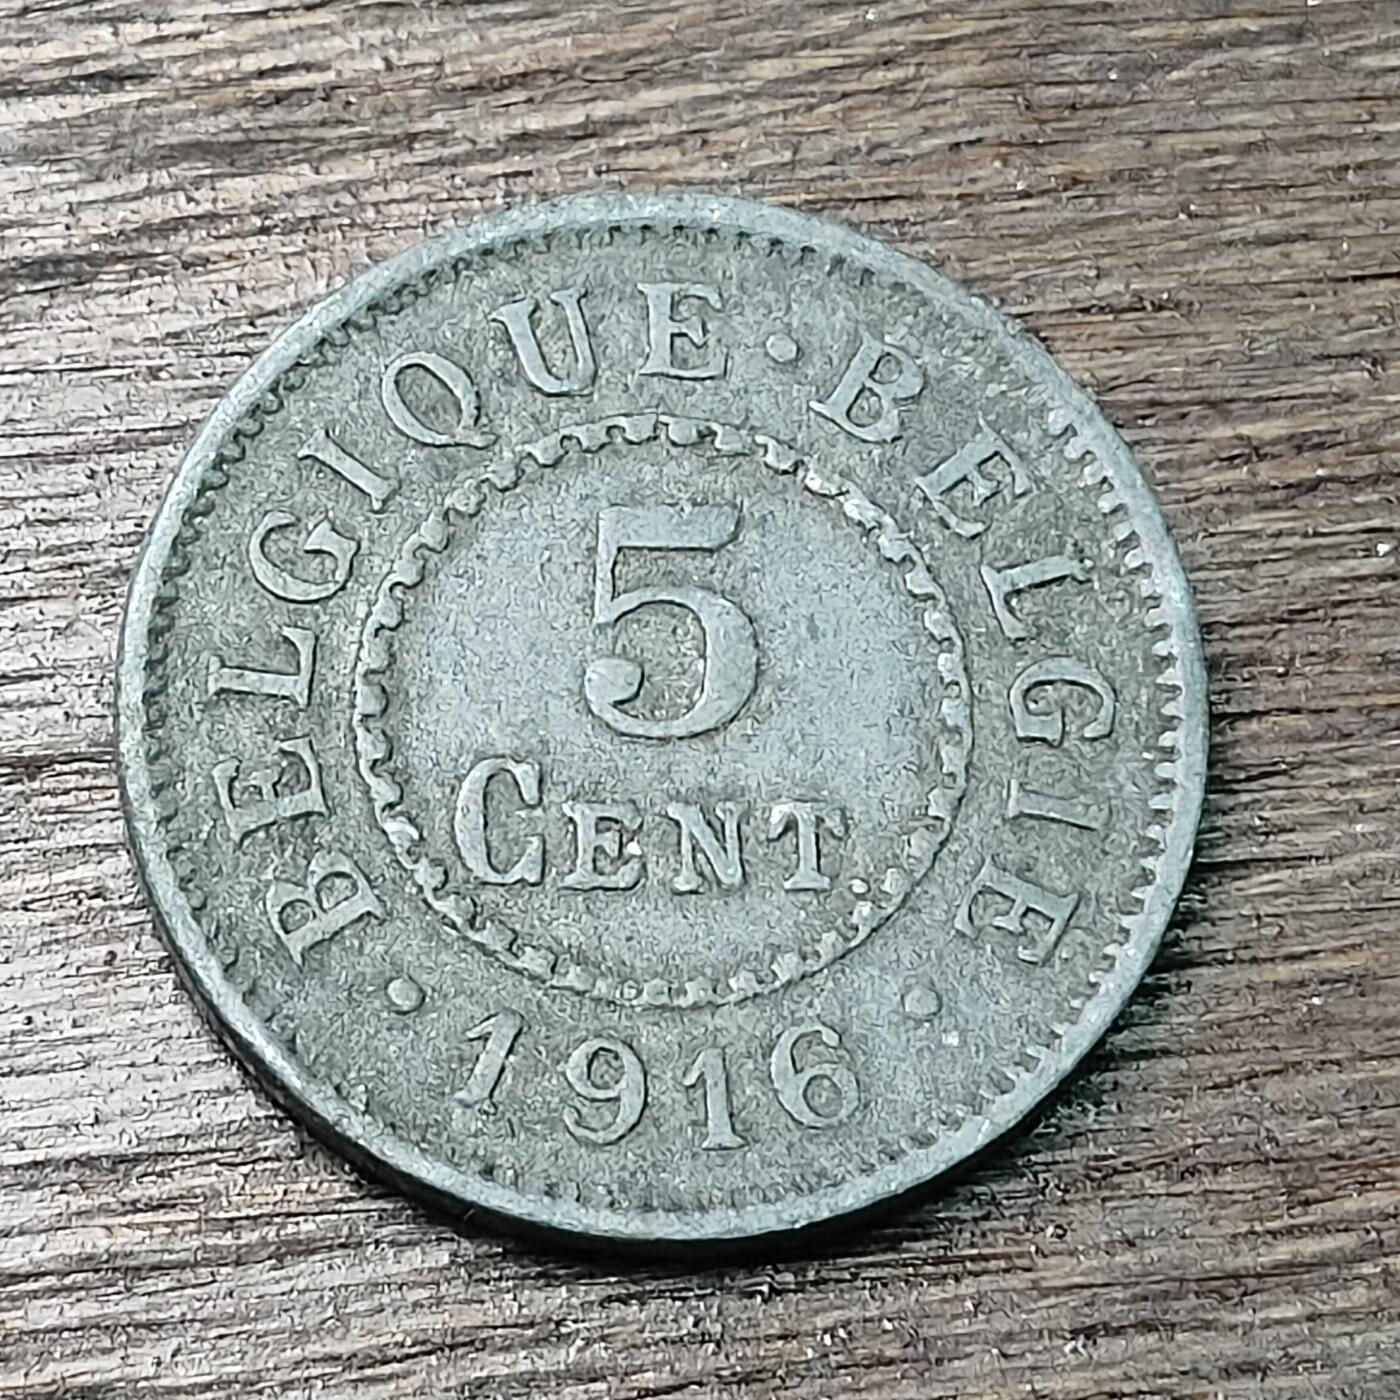 BELGIQUE · BELGIE
5
CENT.
· 1916 ·